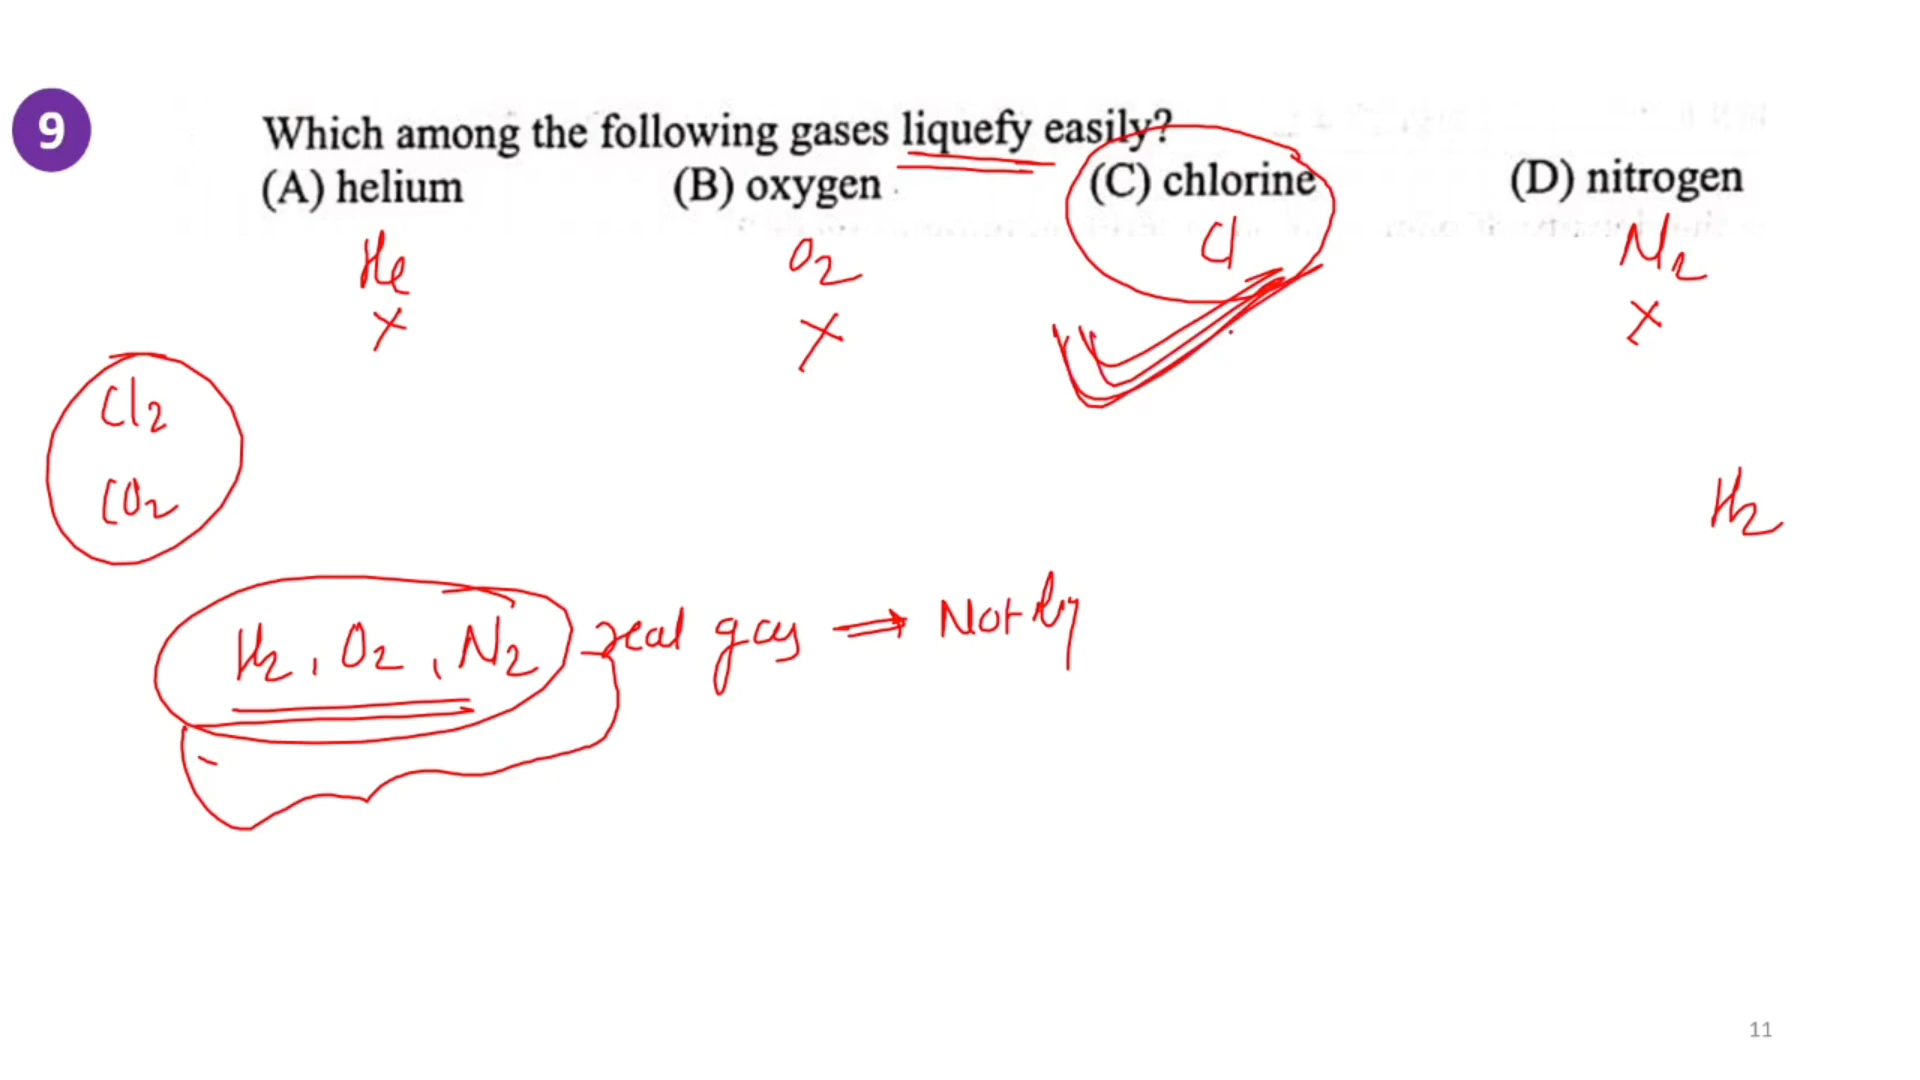 9
Which among the following gases liquefy easily?
(A) helium (B) oxygen (C) chlorine (D) nitrogen
He O2 Cl N2
X X X
Cl2
CO2
H2
H2, O2, N2 real gas ⇒ Not
11